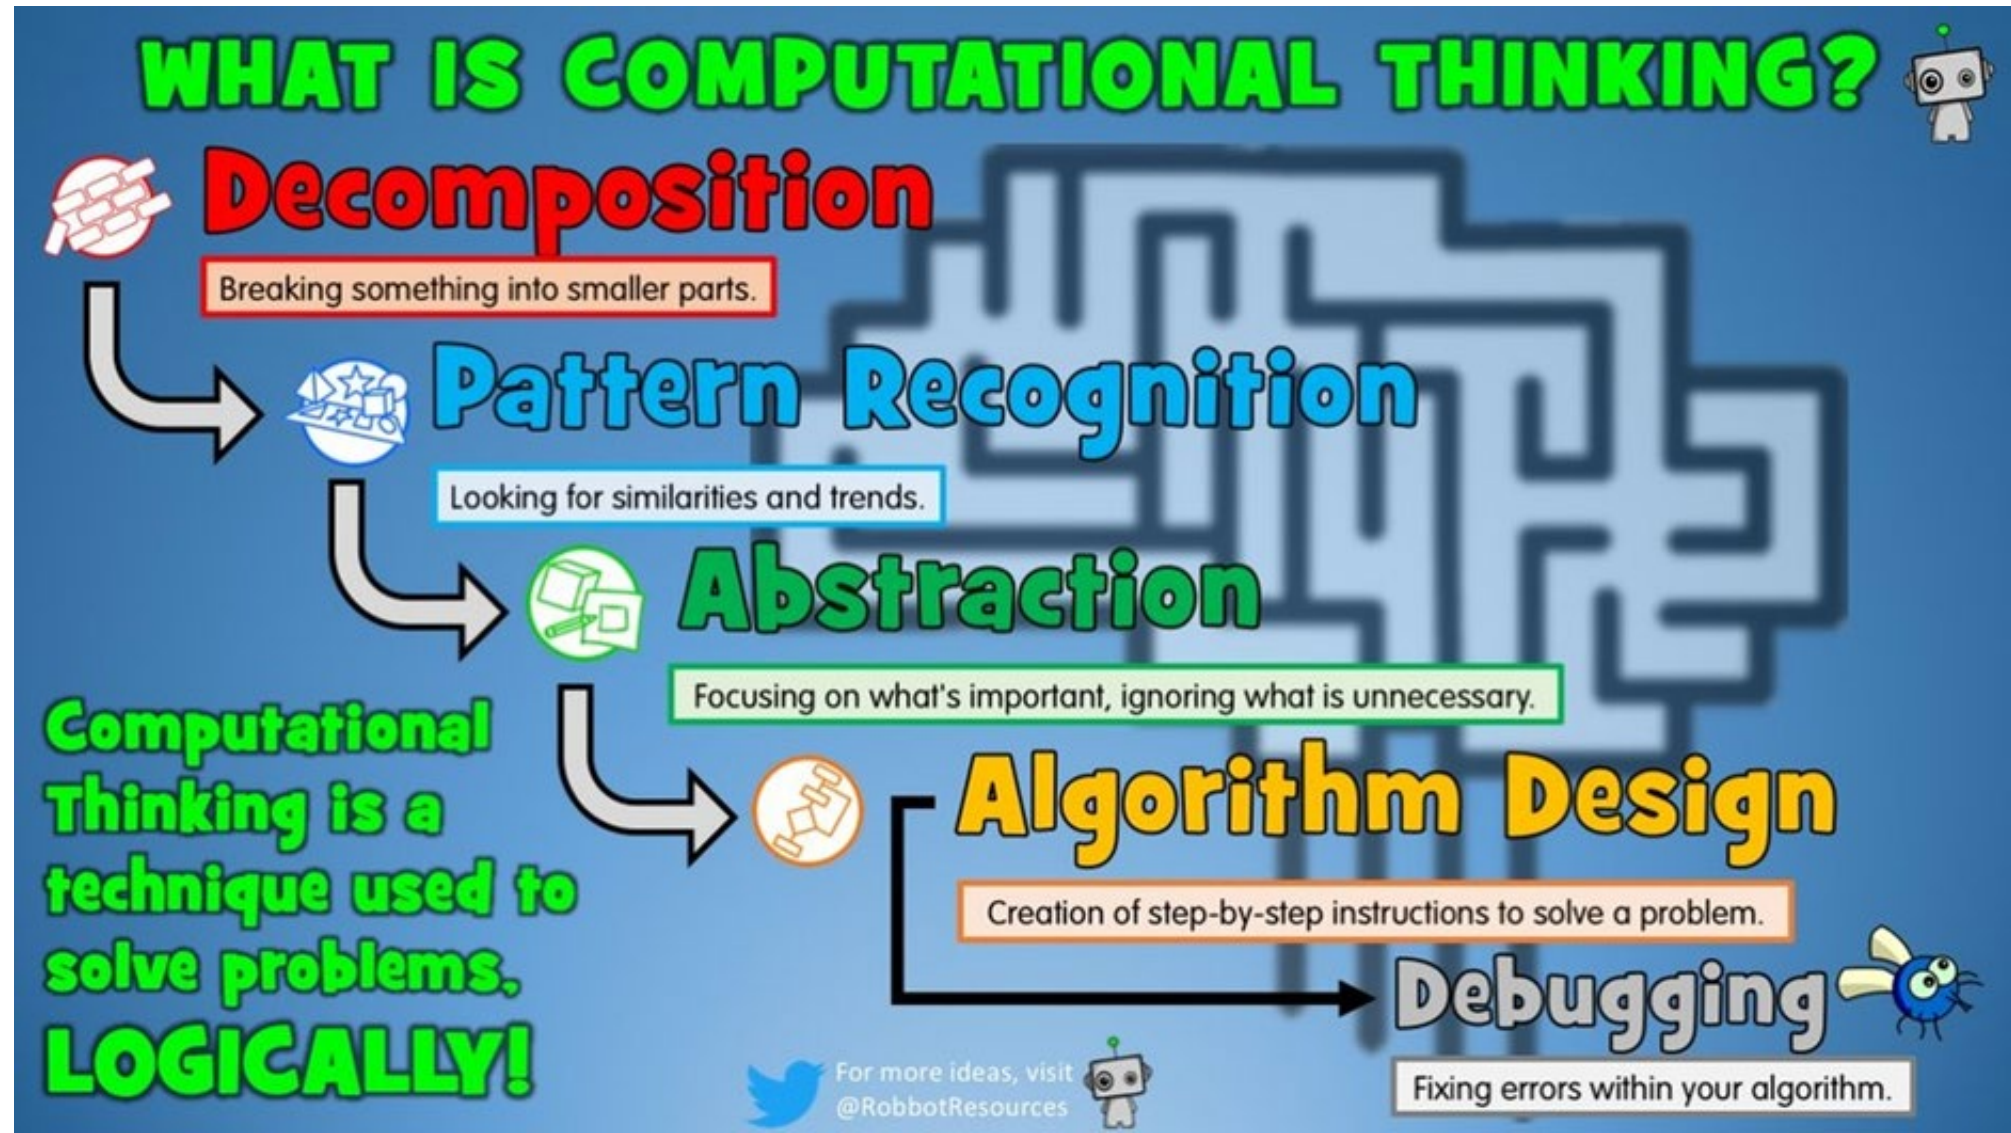 WHAT IS COMPUTATIONAL THINKING?
Decomposition
Breaking something into smaller parts.
Pattern Recognition
Looking for similarities and trends.
Abstraction
Focusing on what's important, ignoring what is unnecessary.
Algorithm Design
Creation of step-by-step instructions to solve a problem.
Debugging
Fixing errors within your algorithm.
Computational
Thinking is a
technique used to
solve problems,
LOGICALLY!
For more ideas, visit
@RobbotResources